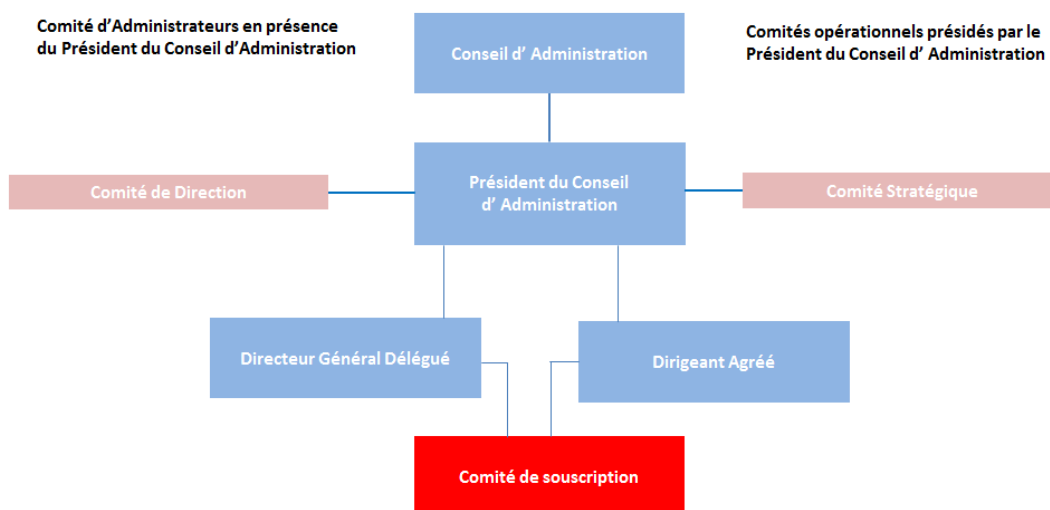 Comité d’Administrateurs en présence
du Président du Conseil d’Administration
Conseil d’ Administration
Comités opérationnels présidés par le
Président du Conseil d’ Administration
Comité de Direction
Président du Conseil
d’ Administration
Comité Stratégique
Directeur Général Délégué
Dirigeant Agréé
Comité de souscription